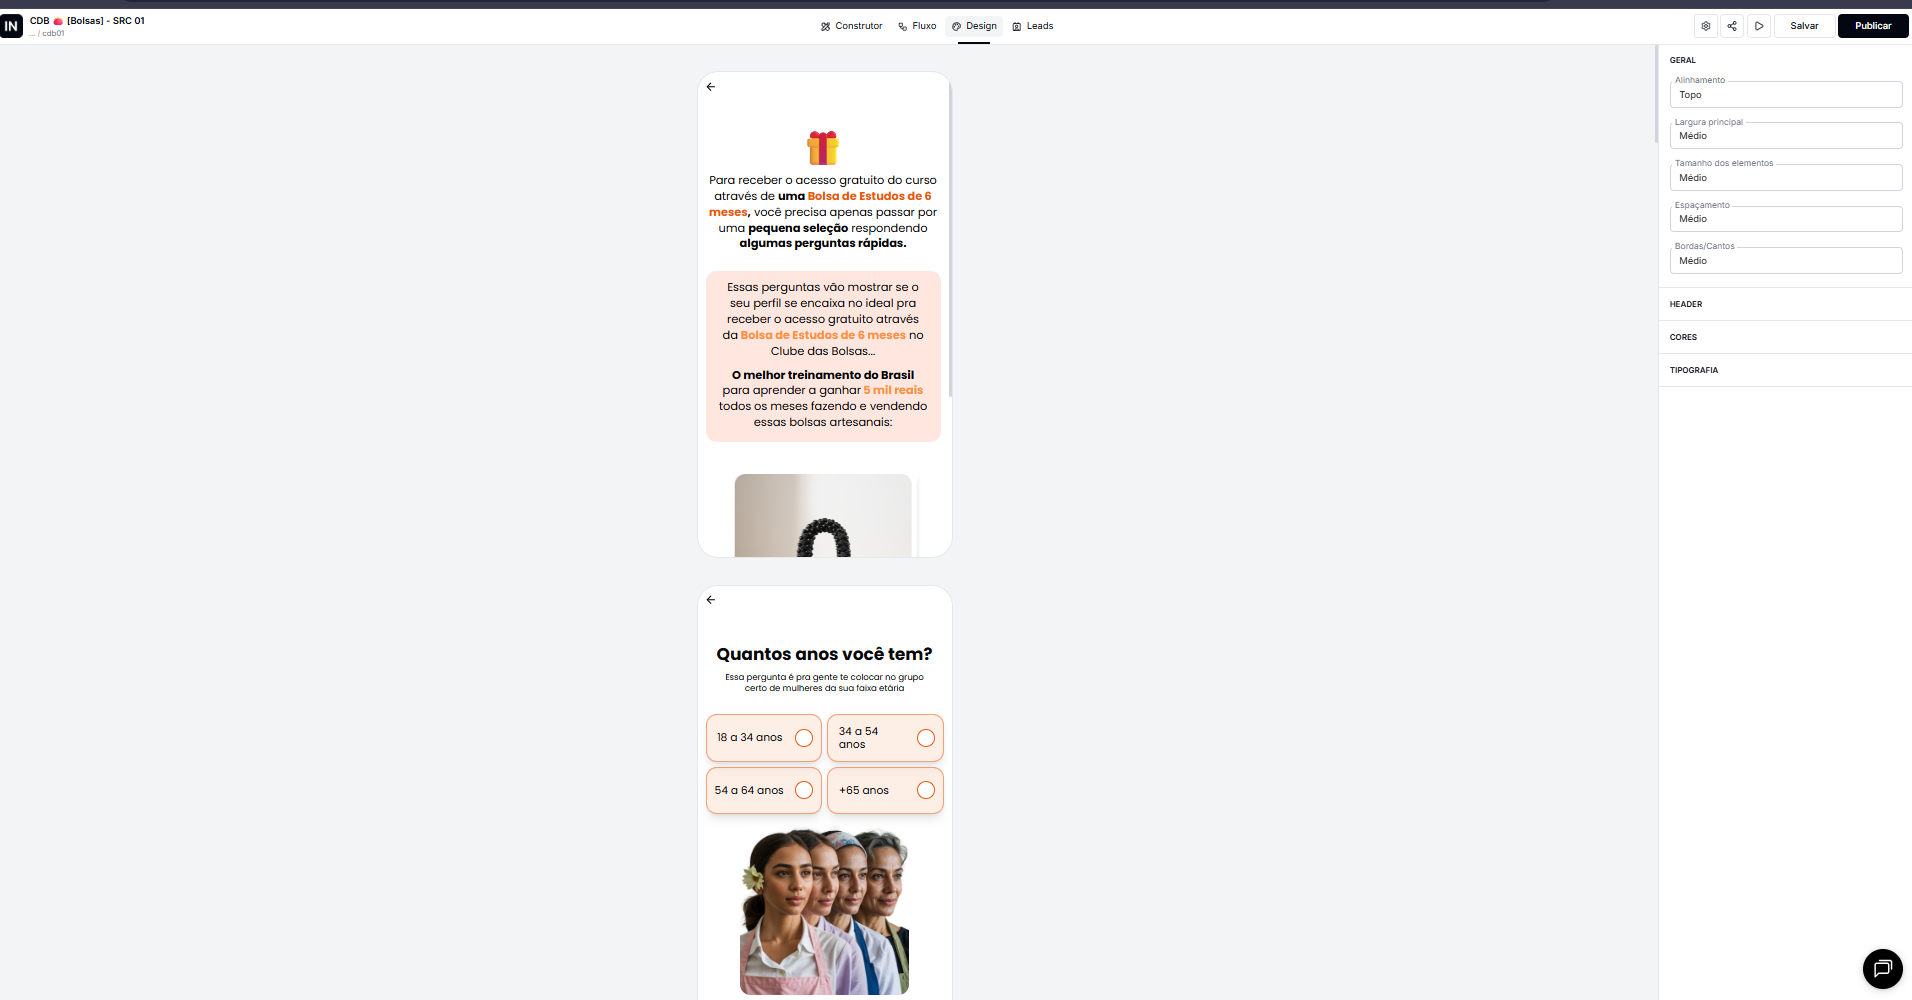 IN
CDB [Bolsas] - SRC 01
... / cdb01
Construtor
Fluxo
Design
Leads
Salvar
Publicar
Para receber o acesso gratuito do curso
através de uma Bolsa de Estudos de 6
meses, você precisa apenas passar por
uma pequena seleção respondendo
algumas perguntas rápidas.
Essas perguntas vão mostrar se o
seu perfil se encaixa no ideal pra
receber o acesso gratuito através
da Bolsa de Estudos de 6 meses no
Clube das Bolsas...
O melhor treinamento do Brasil
para aprender a ganhar 5 mil reais
todos os meses fazendo e vendendo
essas bolsas artesanais:
Quantos anos você tem?
Essa pergunta é pra gente te colocar no grupo
certo de mulheres da sua faixa etária
18 a 34 anos
34 a 54
anos
54 a 64 anos
+65 anos
GERAL
Alinhamento
Topo
Largura principal
Médio
Tamanho dos elementos
Médio
Espaçamento
Médio
Bordas/Cantos
Médio
HEADER
CORES
TIPOGRAFIA